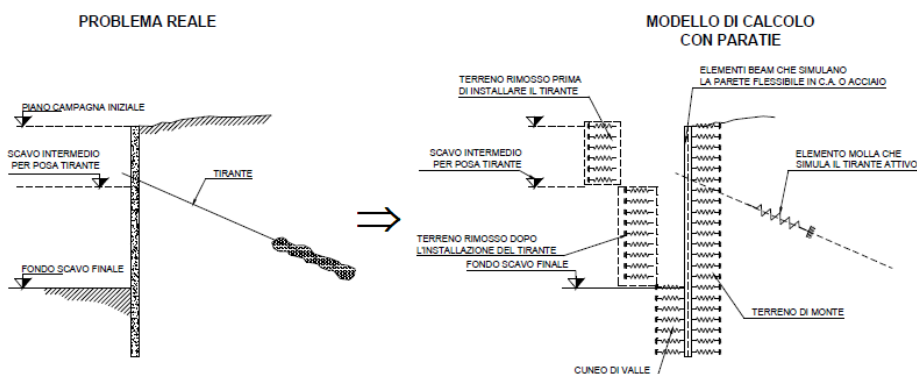 PROBLEMA REALE
PIANO CAMPAGNA INIZIALE
SCAVO INTERMEDIO
PER POSA TIRANTE
TIRANTE
FONDO SCAVO FINALE
MODELLO DI CALCOLO
CON PARATIE
TERRENO RIMOSSO PRIMA
DI INSTALLARE IL TIRANTE
ELEMENTI BEAM CHE SIMULANO
LA PARETE FLESSIBILE IN C.A. O ACCIAIO
SCAVO INTERMEDIO
PER POSA TIRANTE
ELEMENTO MOLLA CHE
SIMULA IL TIRANTE ATTIVO
TERRENO RIMOSSO DOPO
L'INSTALLAZIONE DEL TIRANTE
FONDO SCAVO FINALE
TERRENO DI MONTE
CUNEO DI VALLE